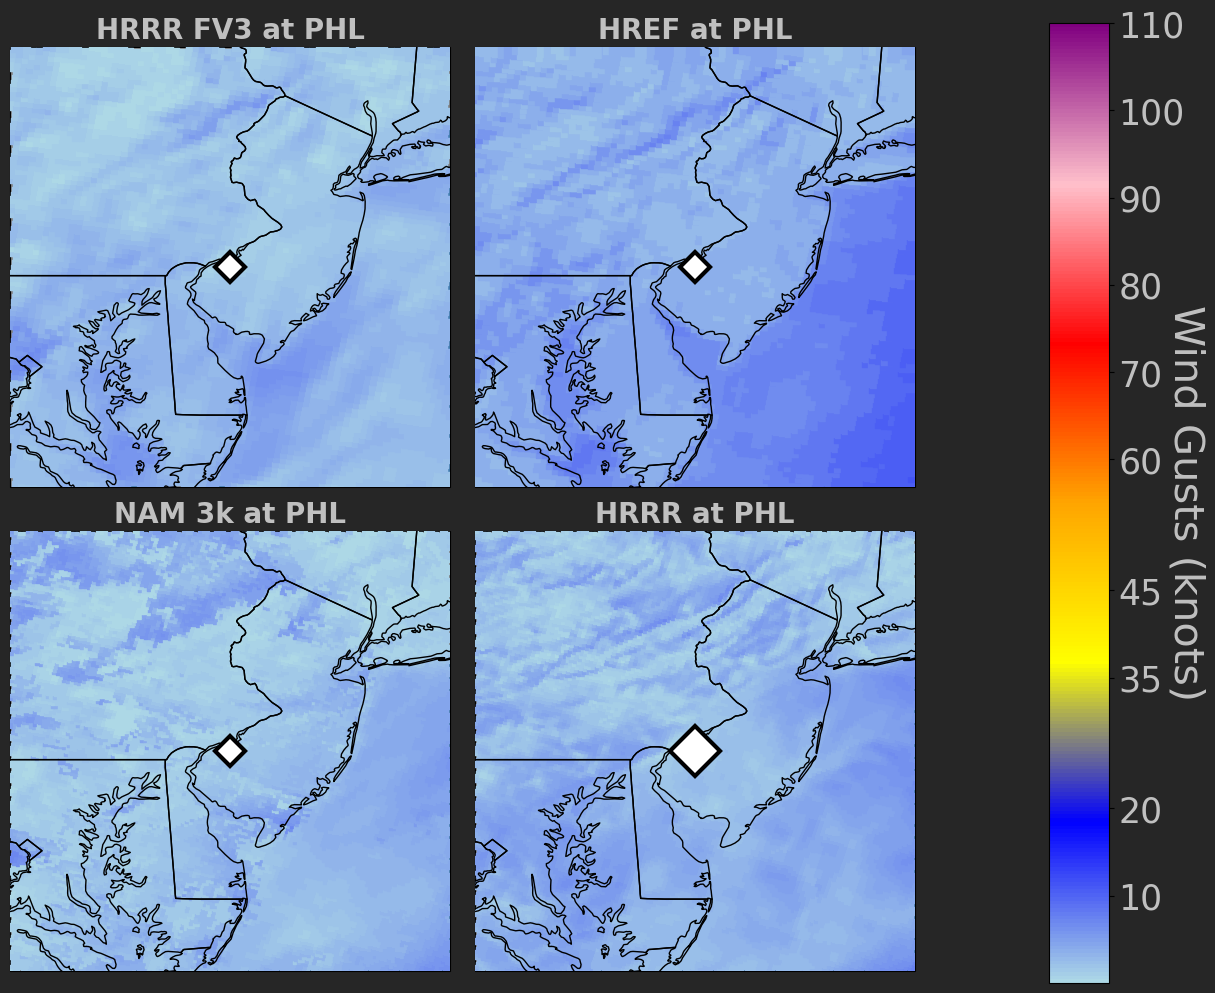 HRRR FV3 at PHL
HREF at PHL
NAM 3k at PHL
HRRR at PHL
110
100
90
80
70
60
45
35
20
10
Wind Gusts (knots)